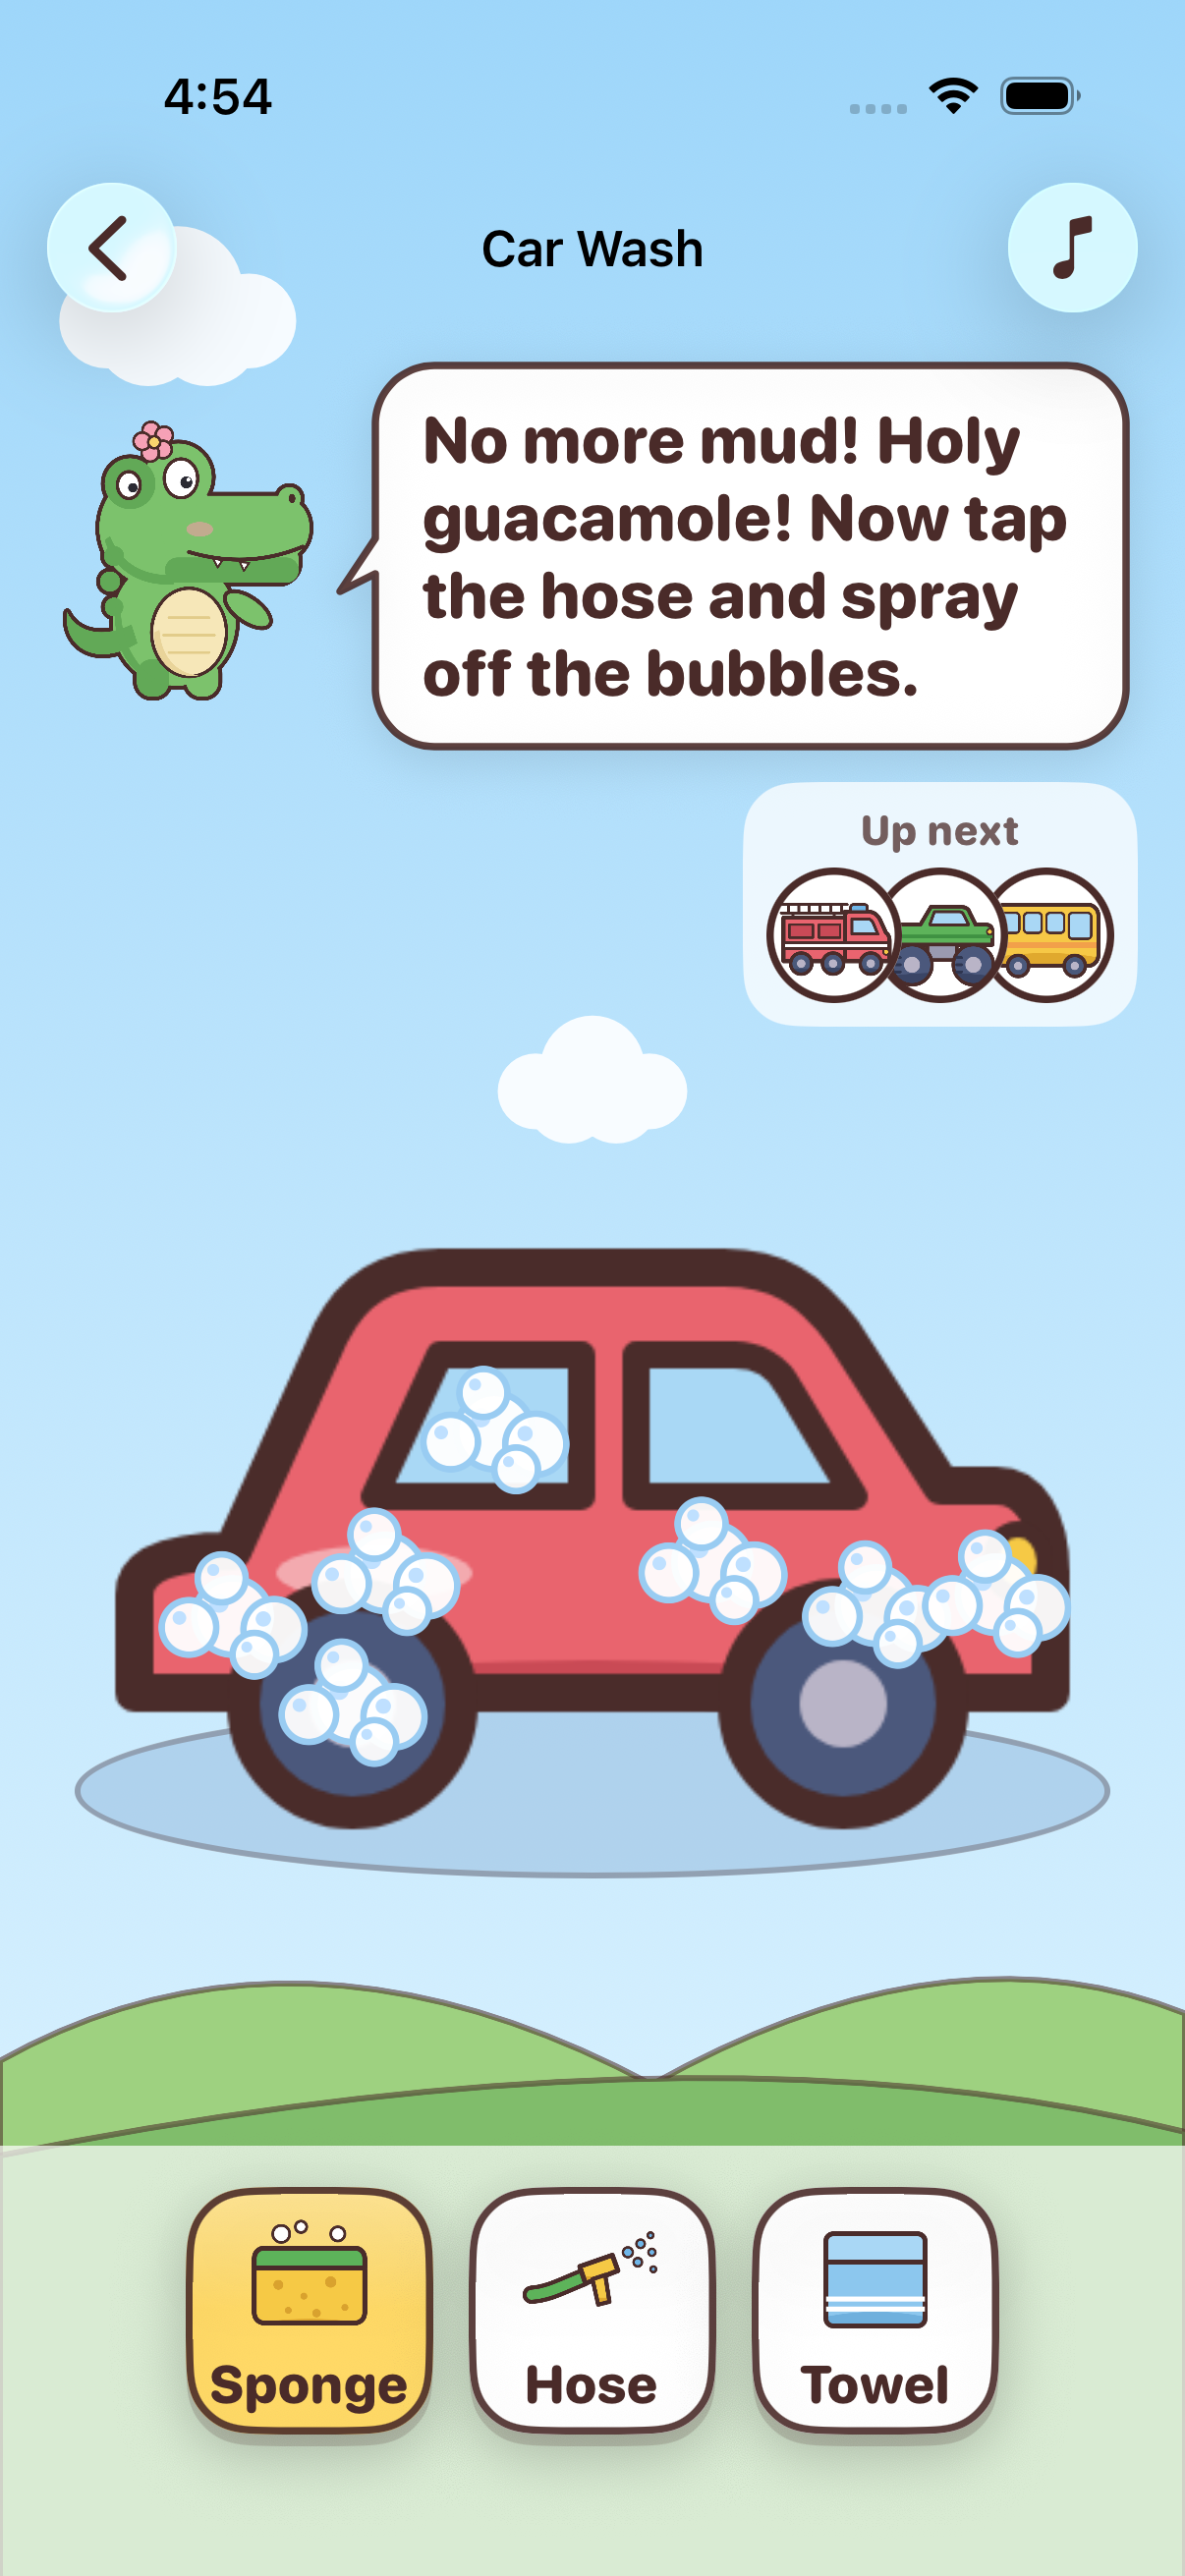 4:54
Car Wash
No more mud! Holy
guacamole! Now tap
the hose and spray
off the bubbles.
Up next
Sponge
Hose
Towel